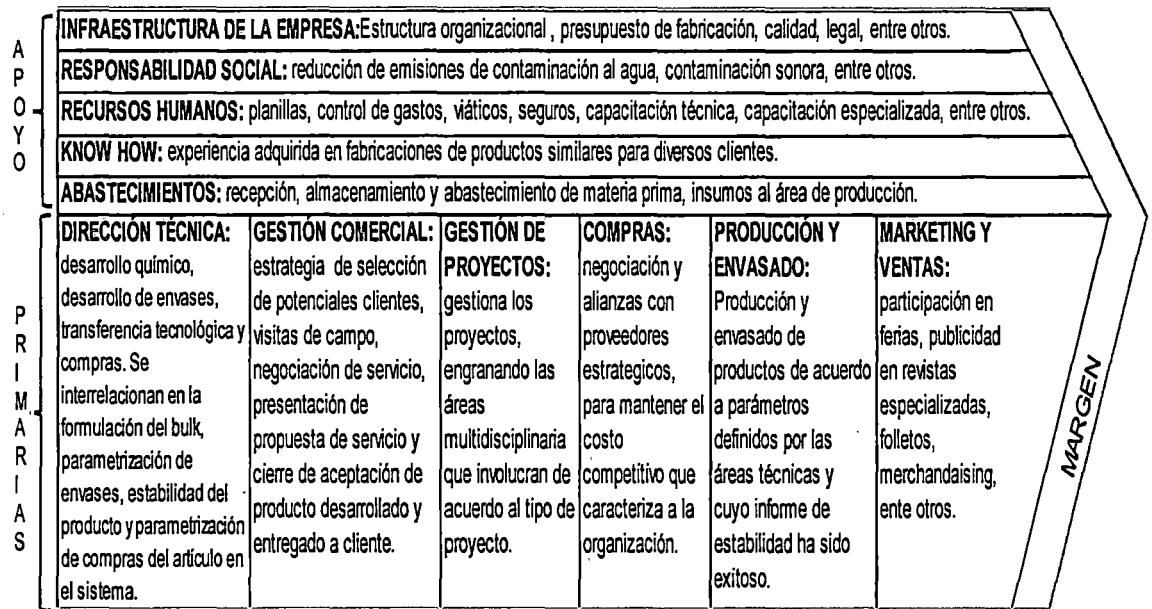 APOYO
INFRAESTRUCTURA DE LA EMPRESA:Estructura organizacional , presupuesto de fabricación, calidad, legal, entre otros.
RESPONSABILIDAD SOCIAL: reducción de emisiones de contaminación al agua, contaminación sonora, entre otros.
RECURSOS HUMANOS: planillas, control de gastos, viáticos, seguros, capacitación técnica, capacitación especializada, entre otros.
KNOW HOW: experiencia adquirida en fabricaciones de productos similares para diversos clientes.
ABASTECIMIENTOS: recepción, almacenamiento y abastecimiento de materia prima, insumos al área de producción.
PRIMARIAS
DIRECCIÓN TÉCNICA:
desarrollo químico,
desarrollo de envases,
transferencia tecnológica y
compras. Se
interrelacionan en la
formulación del bulk,
parametrización de
envases, estabilidad del
producto y parametrización
de compras del artículo en
el sistema.
GESTIÓN COMERCIAL:
estrategia de selección
de potenciales clientes,
visitas de campo,
negociación de servicio,
presentación de
propuesta de servicio y
cierre de aceptación de
producto desarrollado y
entregado a cliente.
GESTIÓN DE
PROYECTOS:
gestiona los
proyectos,
engranando las
áreas
multidisciplinaria
que involucran de
acuerdo al tipo de
proyecto.
COMPRAS:
negociación y
alianzas con
proveedores
estrategicos,
para mantener el
costo
competitivo que
caracteriza a la
organización.
PRODUCCIÓN Y
ENVASADO:
Producción y
envasado de
productos de acuerdo
a parámetros
definidos por las
áreas técnicas y
cuyo informe de
estabilidad ha sido
exitoso.
MARKETING Y
VENTAS:
participación en
ferias, publicidad
en revistas
especializadas,
folletos,
merchandaising,
ente otros.
MARGEN